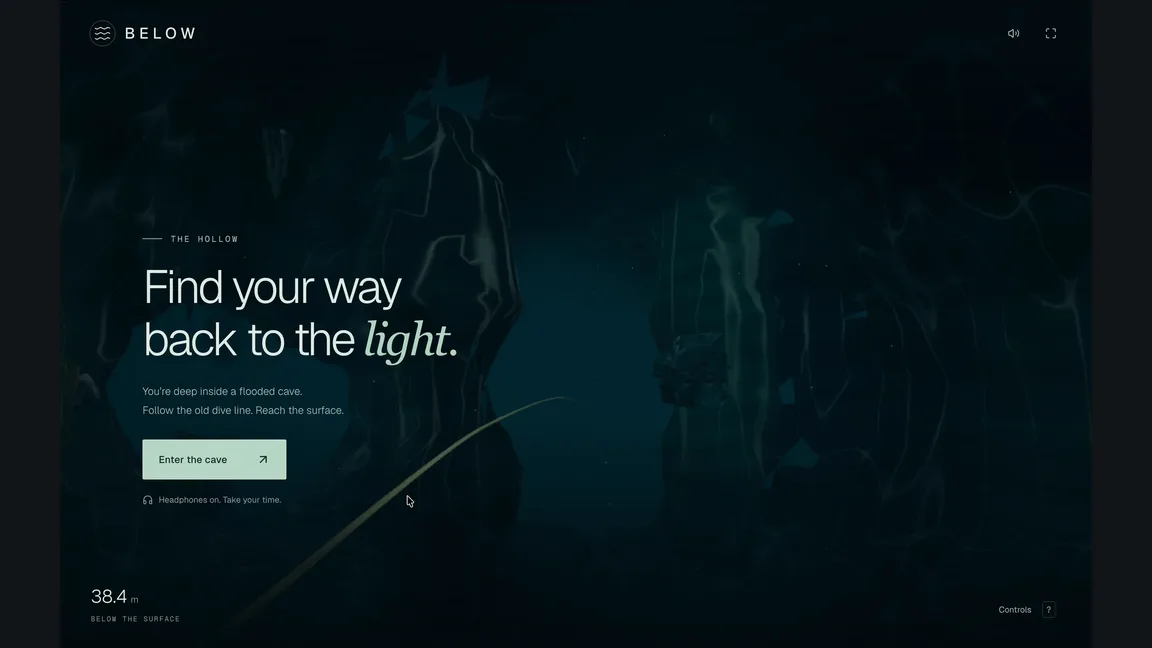 BELOW
THE HOLLOW
Find your way
back to the light.
You're deep inside a flooded cave.
Follow the old dive line. Reach the surface.
Enter the cave
Headphones on. Take your time.
38.4 m
BELOW THE SURFACE
Controls ?